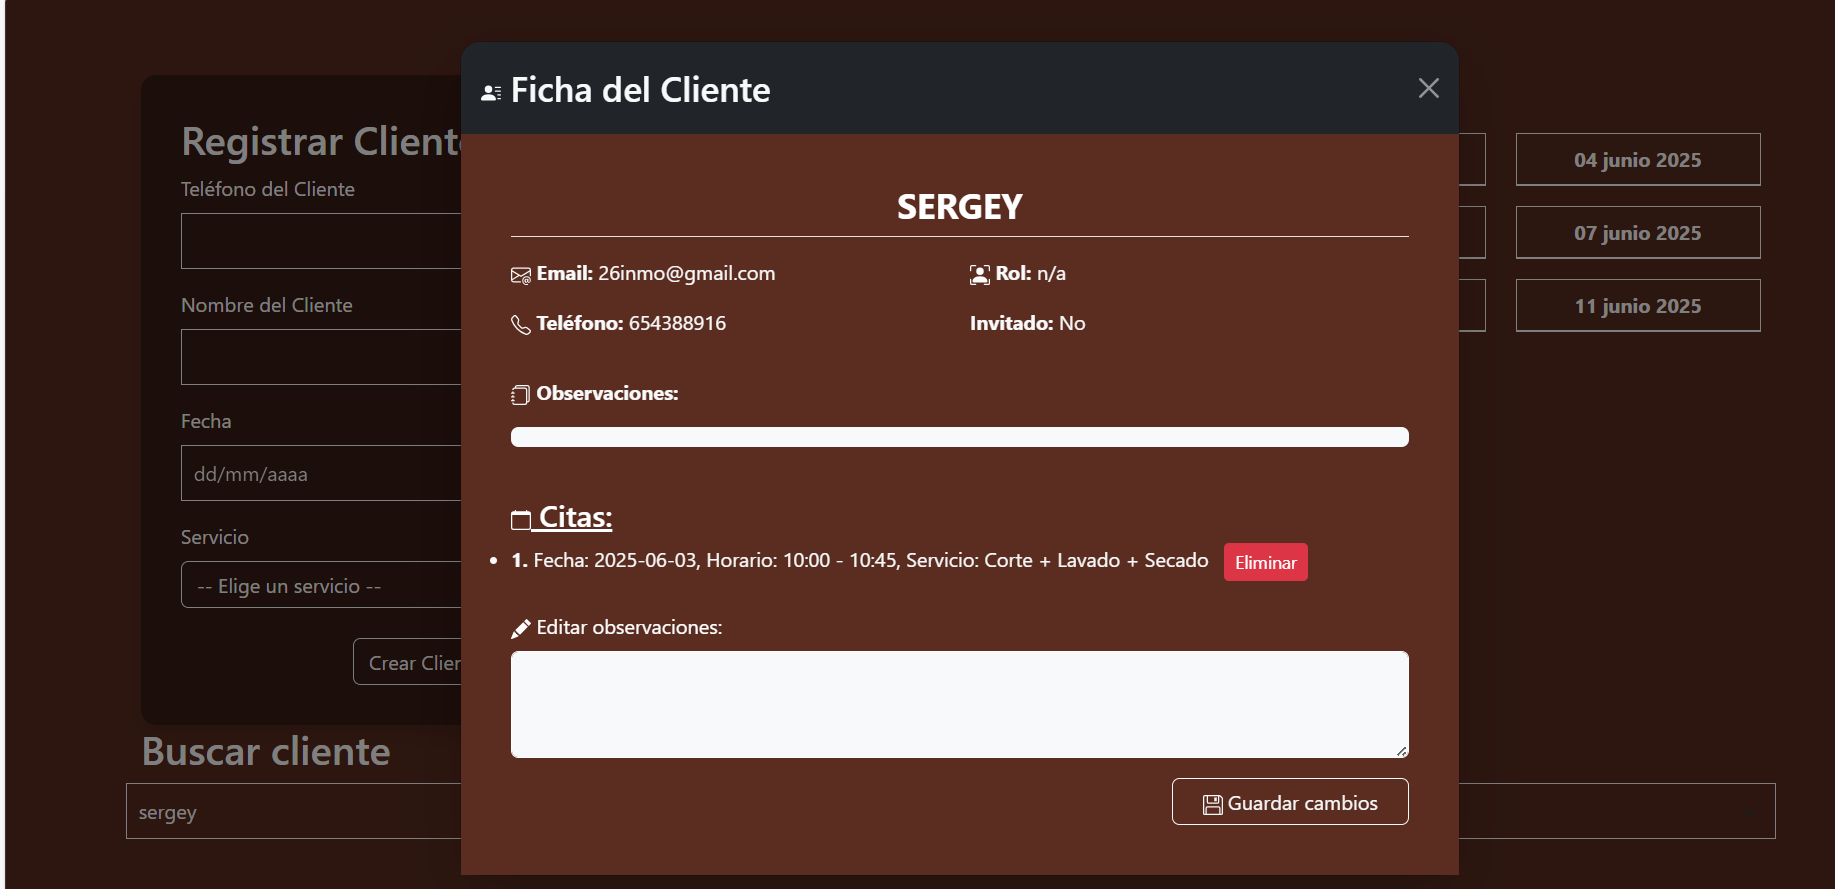 Ficha del Cliente
Registrar Client
Teléfono del Cliente
Nombre del Cliente
Fecha
dd/mm/aaaa
Servicio
-- Elige un servicio --
Crear Clien
Buscar cliente
sergey
SERGEY
Email: 26inmo@gmail.com
Rol: n/a
Teléfono: 654388916
Invitado: No
Observaciones:
Citas:
1. Fecha: 2025-06-03, Horario: 10:00 - 10:45, Servicio: Corte + Lavado + Secado
Eliminar
Editar observaciones:
Guardar cambios
04 junio 2025
07 junio 2025
11 junio 2025